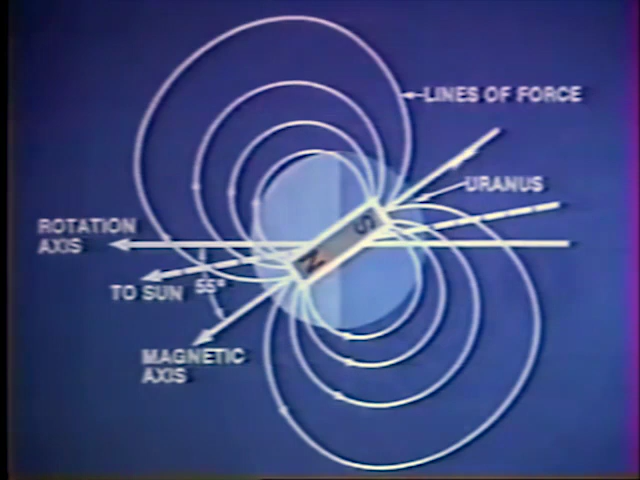 LINES OF FORCE
URANUS
S
ROTATION
AXIS
N
TO SUN
55°
MAGNETIC
AXIS